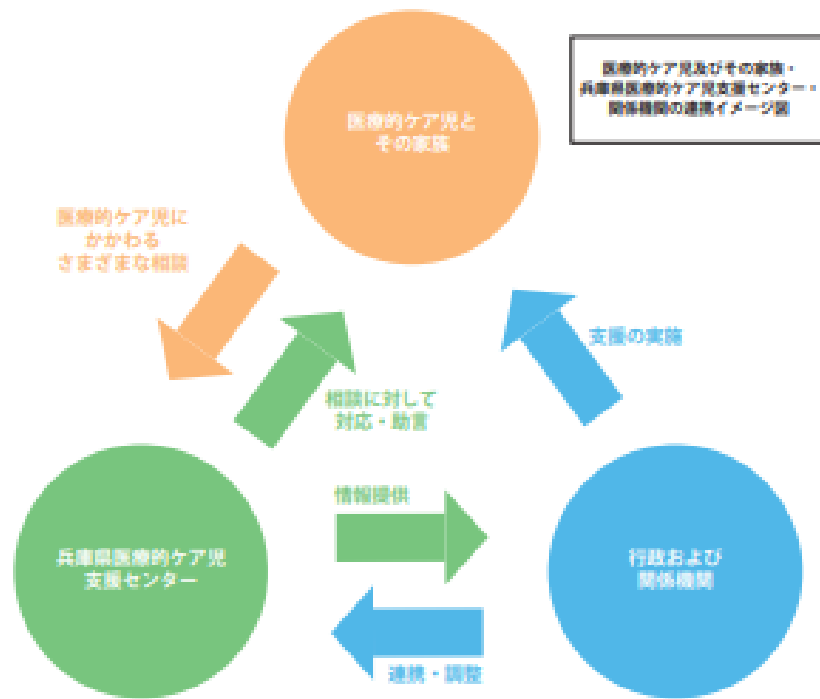 医療的ケア児及びその家族・
兵庫県医療的ケア児支援センター・
関係機関の連携イメージ図
医療的ケア児と
その家族
医療的ケア児に
かかわる
さまざまな相談
支援の実施
相談に対して
対応・助言
情報提供
兵庫県医療的ケア児
支援センター
行政および
関係機関
連携・調整